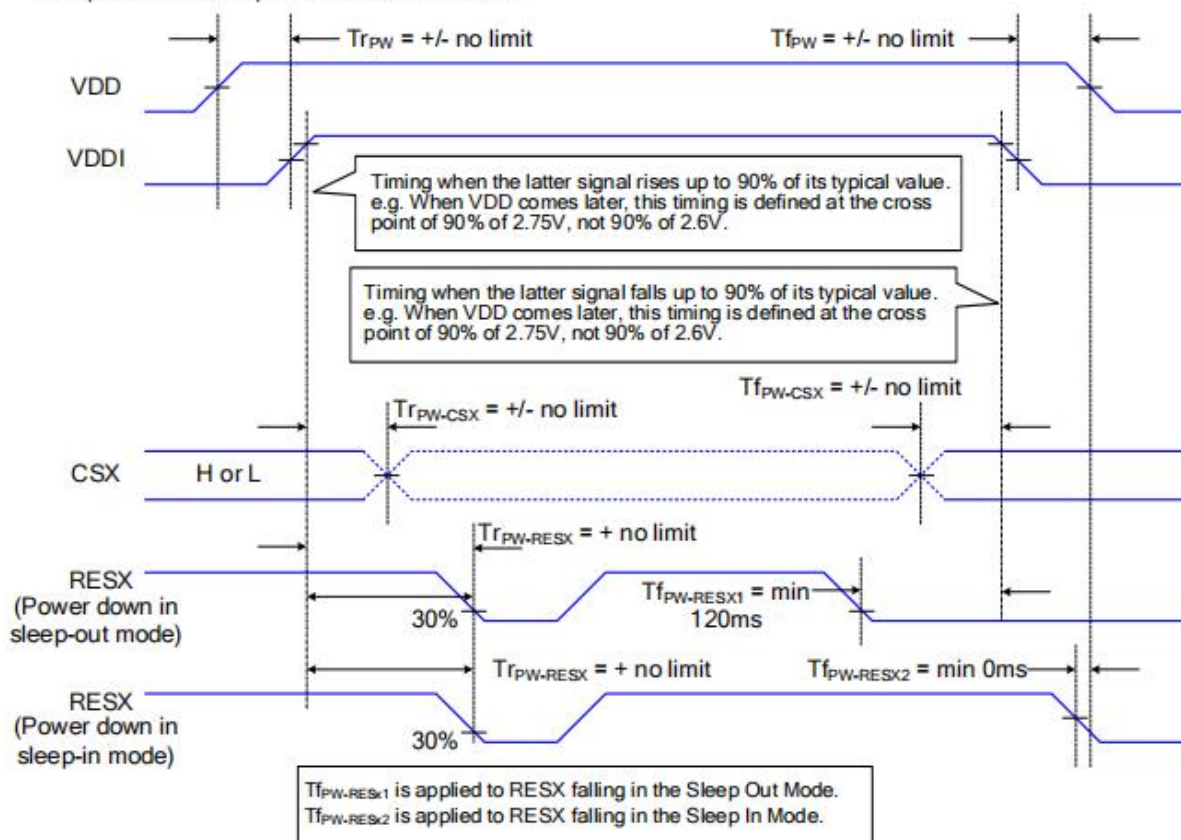 TrPW = +/- no limit
TfPW = +/- no limit
VDD
VDDI
Timing when the latter signal rises up to 90% of its typical value.
e.g. When VDD comes later, this timing is defined at the cross
point of 90% of 2.75V, not 90% of 2.6V.
Timing when the latter signal falls up to 90% of its typical value.
e.g. When VDD comes later, this timing is defined at the cross
point of 90% of 2.75V, not 90% of 2.6V.
TfPW-CSX = +/- no limit
TrPW-CSX = +/- no limit
CSX
H or L
TrPW-RESX = + no limit
RESX
(Power down in
sleep-out mode)
30%
TfPW-RESX1 = min
120ms
TrPW-RESX = + no limit
TfPW-RESX2 = min 0ms
RESX
(Power down in
sleep-in mode)
30%
TfPW-RESx1 is applied to RESX falling in the Sleep Out Mode.
TfPW-RESx2 is applied to RESX falling in the Sleep In Mode.